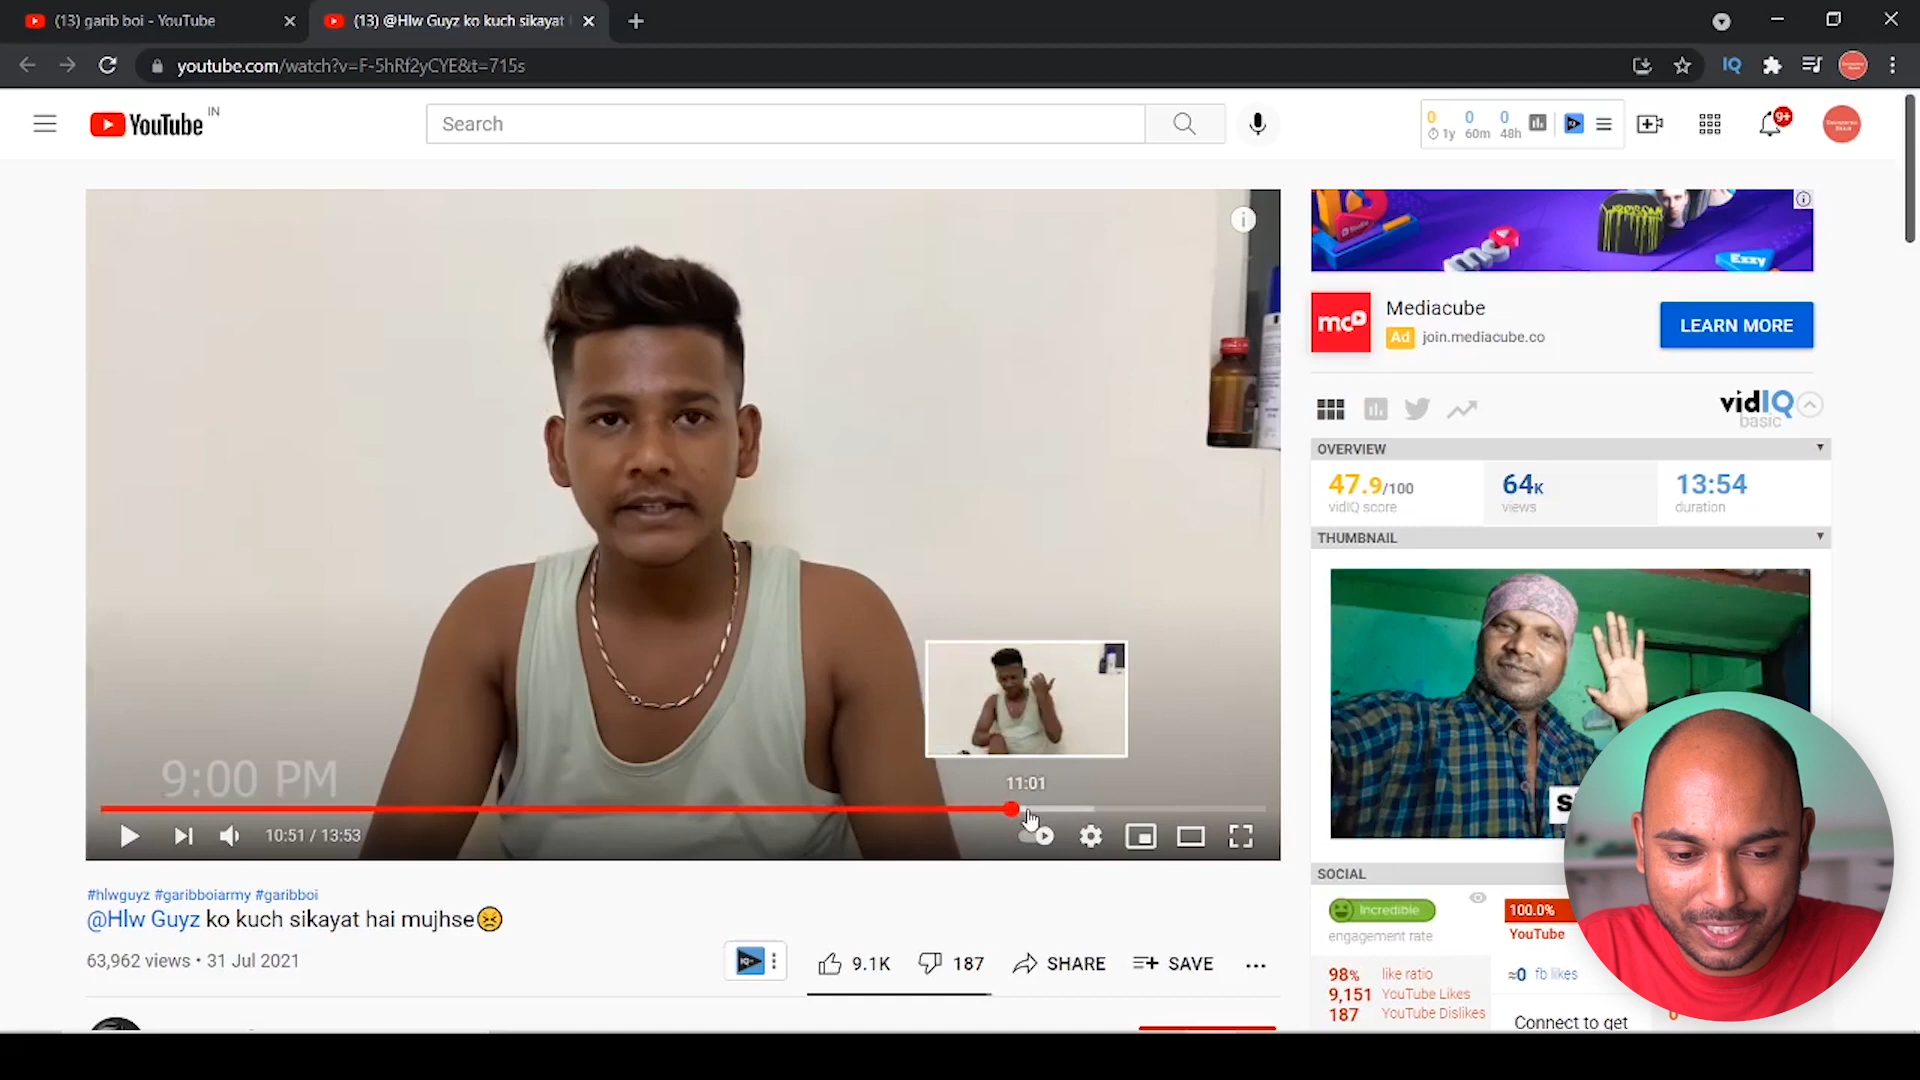 (13) garib boi - YouTube
(13) @Hlw Guyz ko kuch sikayat
youtube.com/watch?v=F-5hRf2yCYE&t=715s
IQ
YouTube IN
Search
0 0 0
1y 60m 48h
9+
Ezzy
mc
Mediacube
Ad join.mediacube.co
LEARN MORE
vidIQ
basic
OVERVIEW
47.9/100 64K 13:54
vidIQ score views duration
THUMBNAIL
9:00 PM
11:01
10:51 / 13:53
#hlwguyz #garibboiarmy #garibboi
@Hlw Guyz ko kuch sikayat hai mujhse😣
63,962 views • 31 Jul 2021
9.1K 187 SHARE SAVE
SOCIAL
Incredible
engagement rate
100.0%
YouTube
98% like ratio
9,151 YouTube Likes
187 YouTube Dislikes
≈0 fb likes
Connect to get